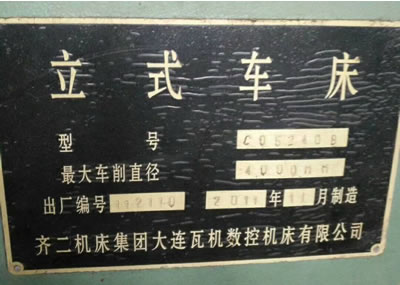 立式车床
型号 C05240B
最大车削直径 4000mm
出厂编号 112110 2011年11月制造
齐二机床集团大连瓦机数控机床有限公司